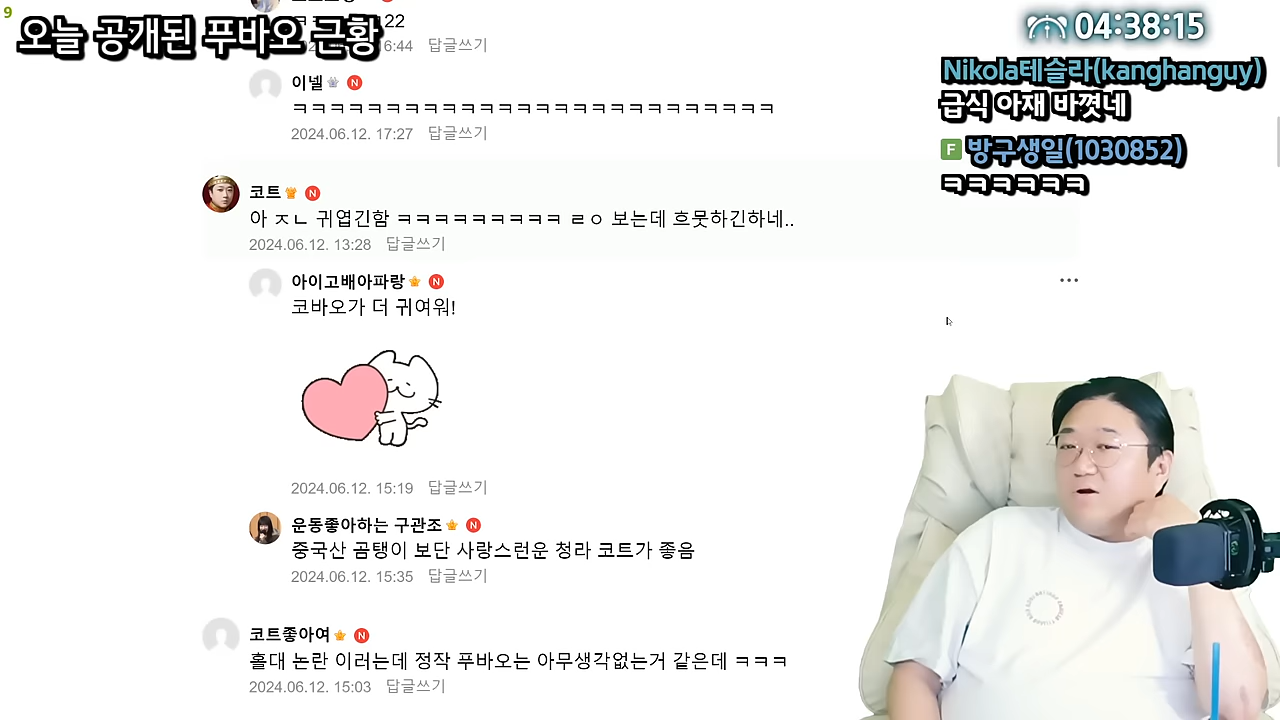 9
오늘 공개된 푸바오 근황
22
6:44 답글쓰기
이넬 N
ㅋㅋㅋㅋㅋㅋㅋㅋㅋㅋㅋㅋㅋㅋㅋㅋㅋㅋㅋㅋㅋㅋㅋㅋㅋㅋ
2024.06.12. 17:27 답글쓰기
코트 N
아 ㅈㄴ 귀엽긴함 ㅋㅋㅋㅋㅋㅋㅋㅋㅋ ㄹㅇ 보는데 흐뭇하긴하네..
2024.06.12. 13:28 답글쓰기
아이고배아파랑 N
코바오가 더 귀여워!
2024.06.12. 15:19 답글쓰기
운동좋아하는 구관조 N
중국산 곰탱이 보단 사랑스런운 청라 코트가 좋음
2024.06.12. 15:35 답글쓰기
코트좋아여 N
홀대 논란 이러는데 정작 푸바오는 아무생각없는거 같은데 ㅋㅋㅋ
2024.06.12. 15:03 답글쓰기
04:38:15
Nikola테슬라(kanghanguy)
급식 아재 바꼇네
F 방구생일(1030852)
ㅋㅋㅋㅋㅋㅋ